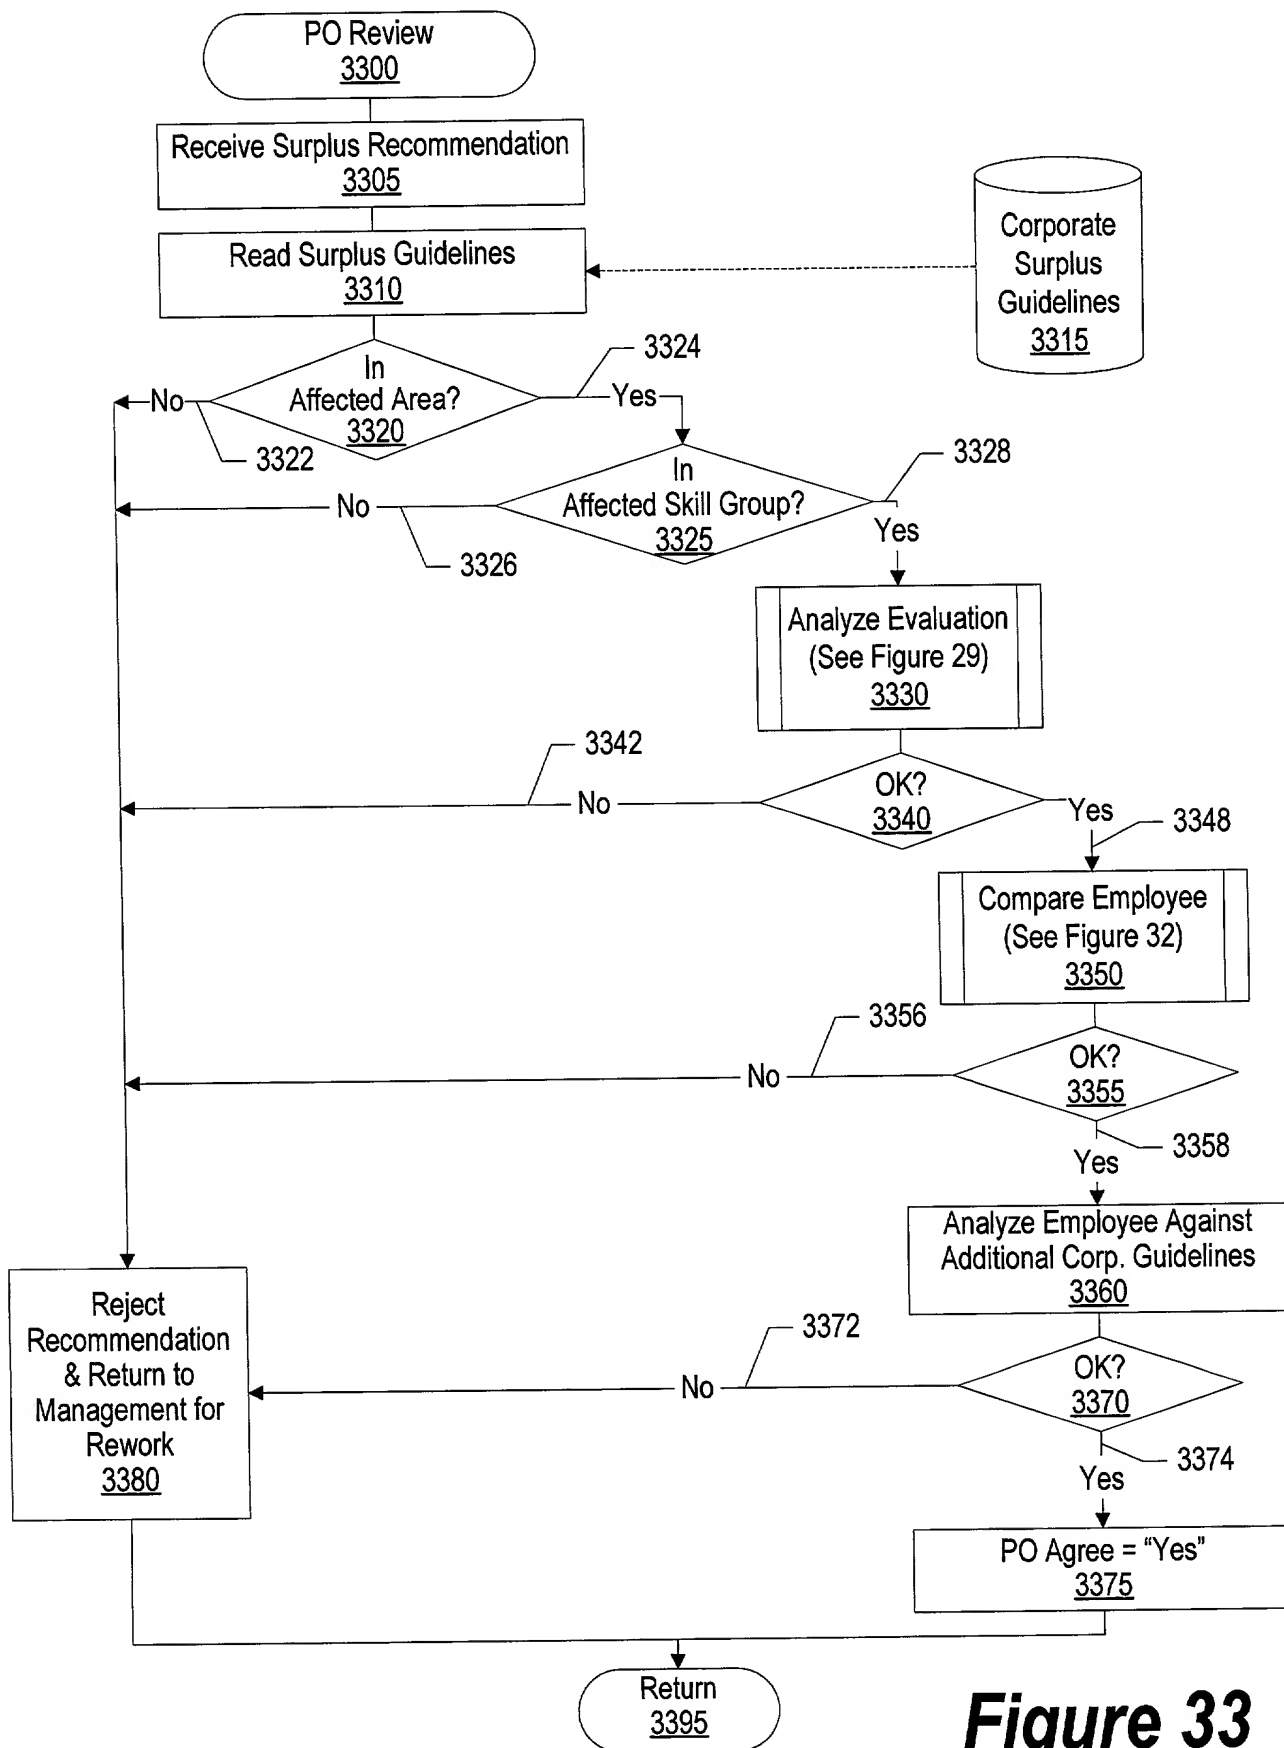 PO Review
3300
Receive Surplus Recommendation
3305
Read Surplus Guidelines
3310
Corporate
Surplus
Guidelines
3315
In
Affected Area?
3320
No
3322
3324
Yes
In
Affected Skill Group?
3325
No
3326
3328
Yes
Analyze Evaluation
(See Figure 29)
3330
OK?
3340
No
3342
Yes
3348
Compare Employee
(See Figure 32)
3350
OK?
3355
No
3356
3358
Yes
Analyze Employee Against
Additional Corp. Guidelines
3360
OK?
3370
No
3372
3374
Yes
Reject
Recommendation
& Return to
Management for
Rework
3380
PO Agree = “Yes”
3375
Return
3395
Figure 33